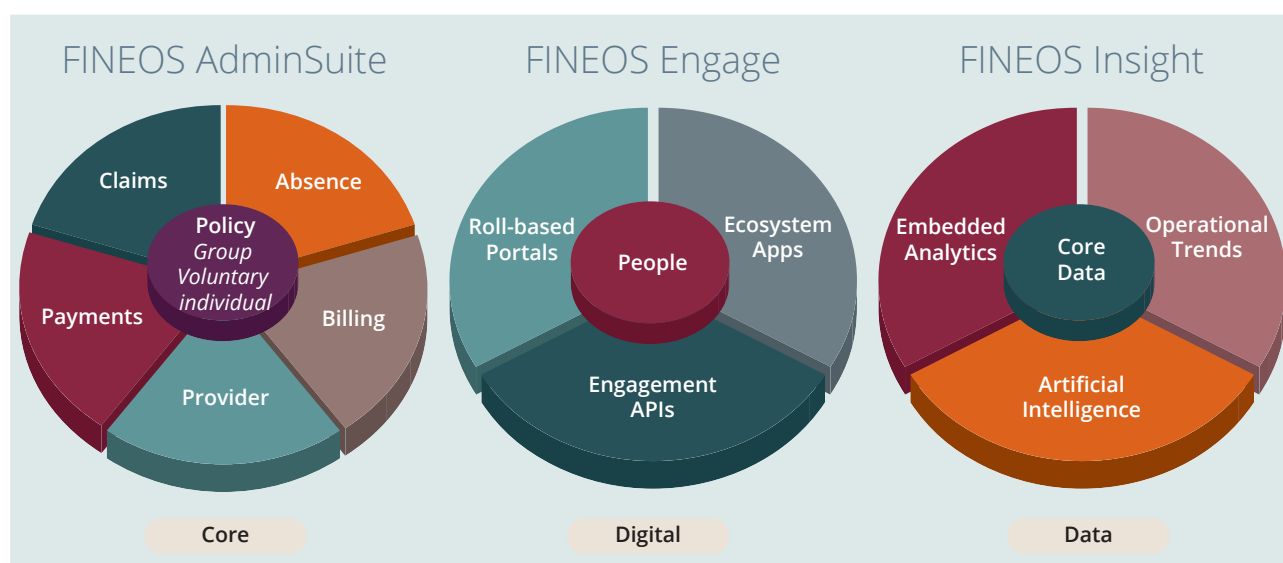 FINEOS AdminSuite
Claims
Absence
Policy
Group
Voluntary
individual
Payments
Billing
Provider
Core
FINEOS Engage
Roll-based
Portals
Ecosystem
Apps
People
Engagement
APIs
Digital
FINEOS Insight
Embedded
Analytics
Operational
Trends
Core
Data
Artificial
Intelligence
Data